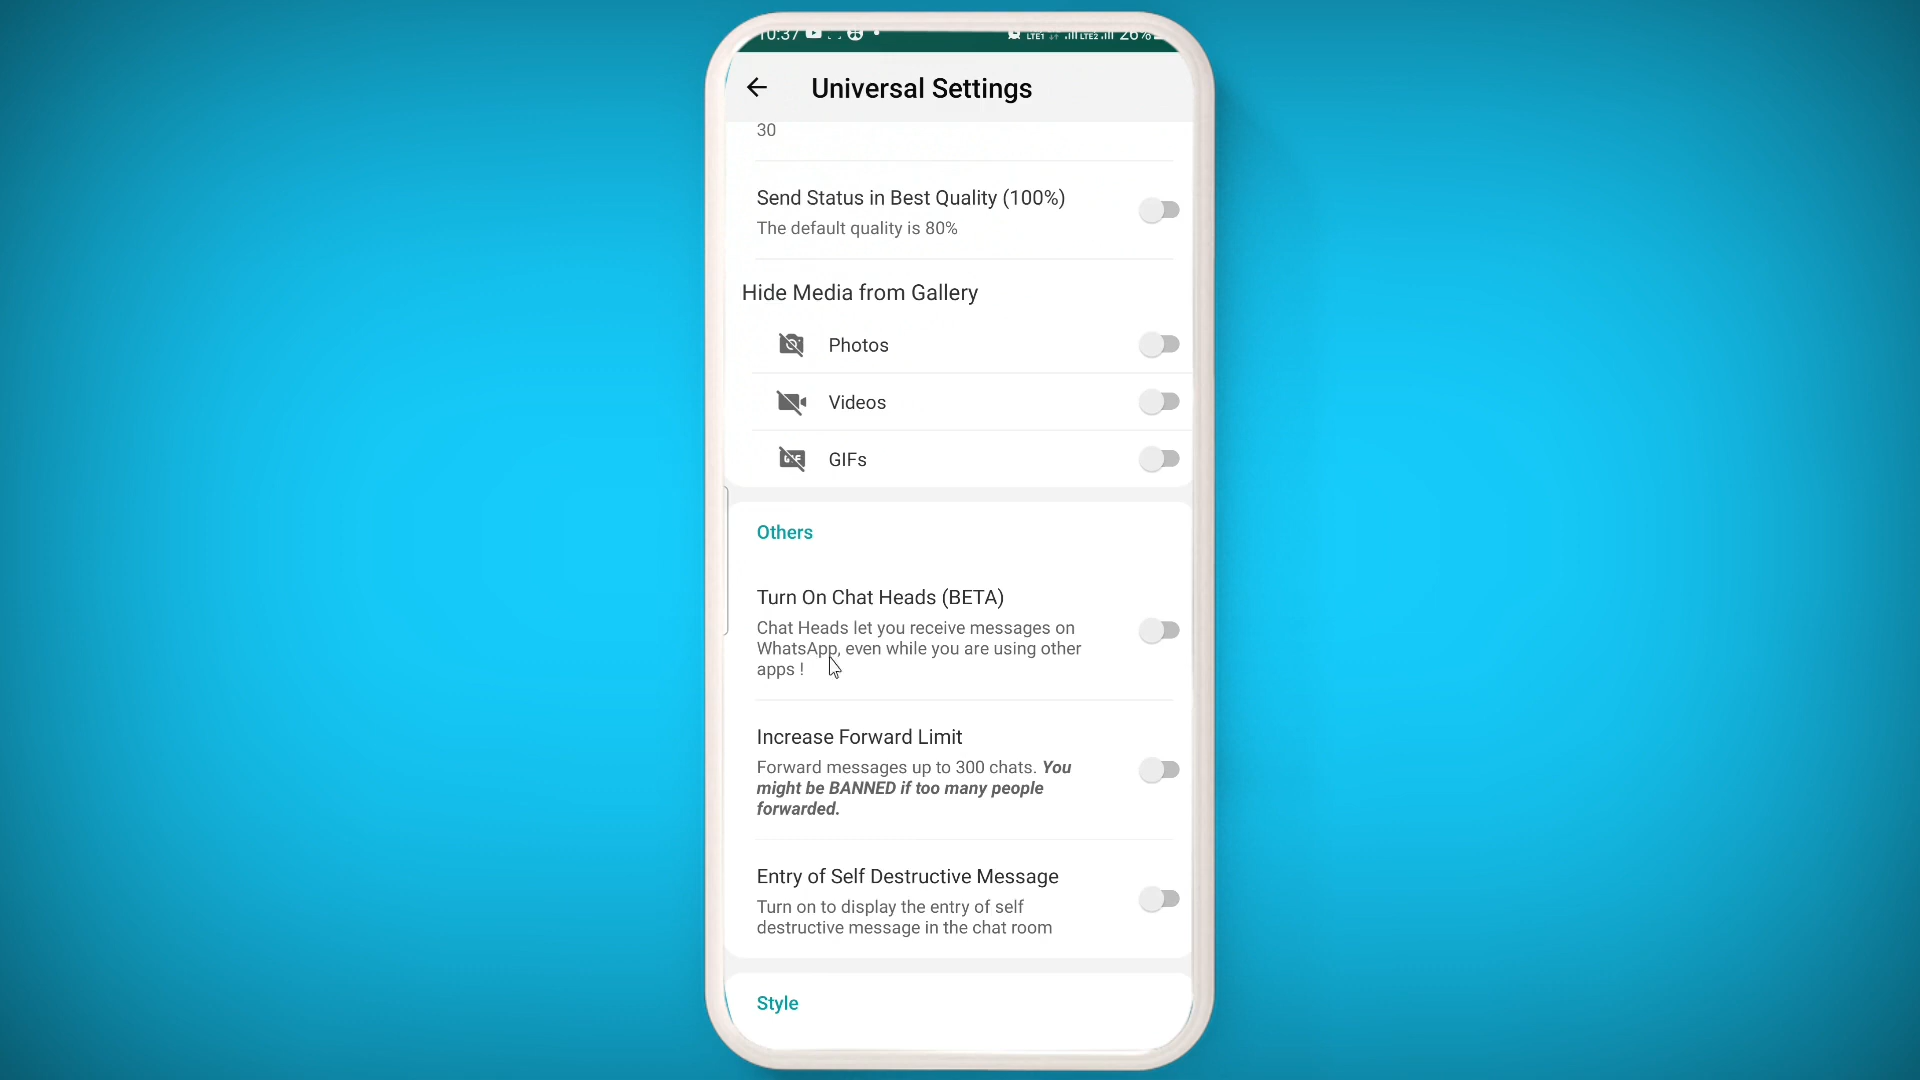 10:37 LTE1 LTE2 26%
Universal Settings
30
Send Status in Best Quality (100%)
The default quality is 80%
Hide Media from Gallery
Photos
Videos
GIF GIFs
Others
Turn On Chat Heads (BETA)
Chat Heads let you receive messages on
WhatsApp, even while you are using other
apps !
Increase Forward Limit
Forward messages up to 300 chats. You
might be BANNED if too many people
forwarded.
Entry of Self Destructive Message
Turn on to display the entry of self
destructive message in the chat room
Style